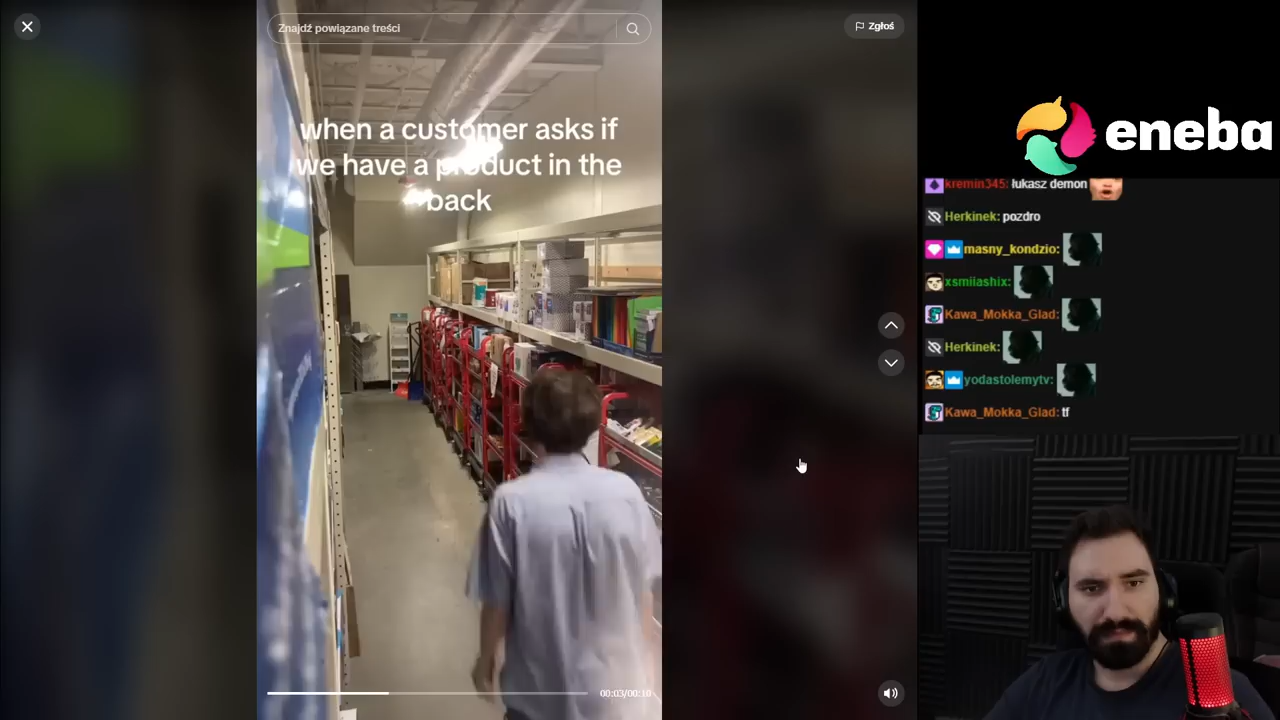 Znajdź powiązane treści
Zgłoś
when a customer asks if
we have a product in the
back
00:03/00:10
eneba
kremin345: łukasz demon
Herkinek: pozdro
masny_kondzio:
xsmiiashix:
Kawa_Mokka_Glad:
Herkinek:
yodastolemytv:
Kawa_Mokka_Glad: tf